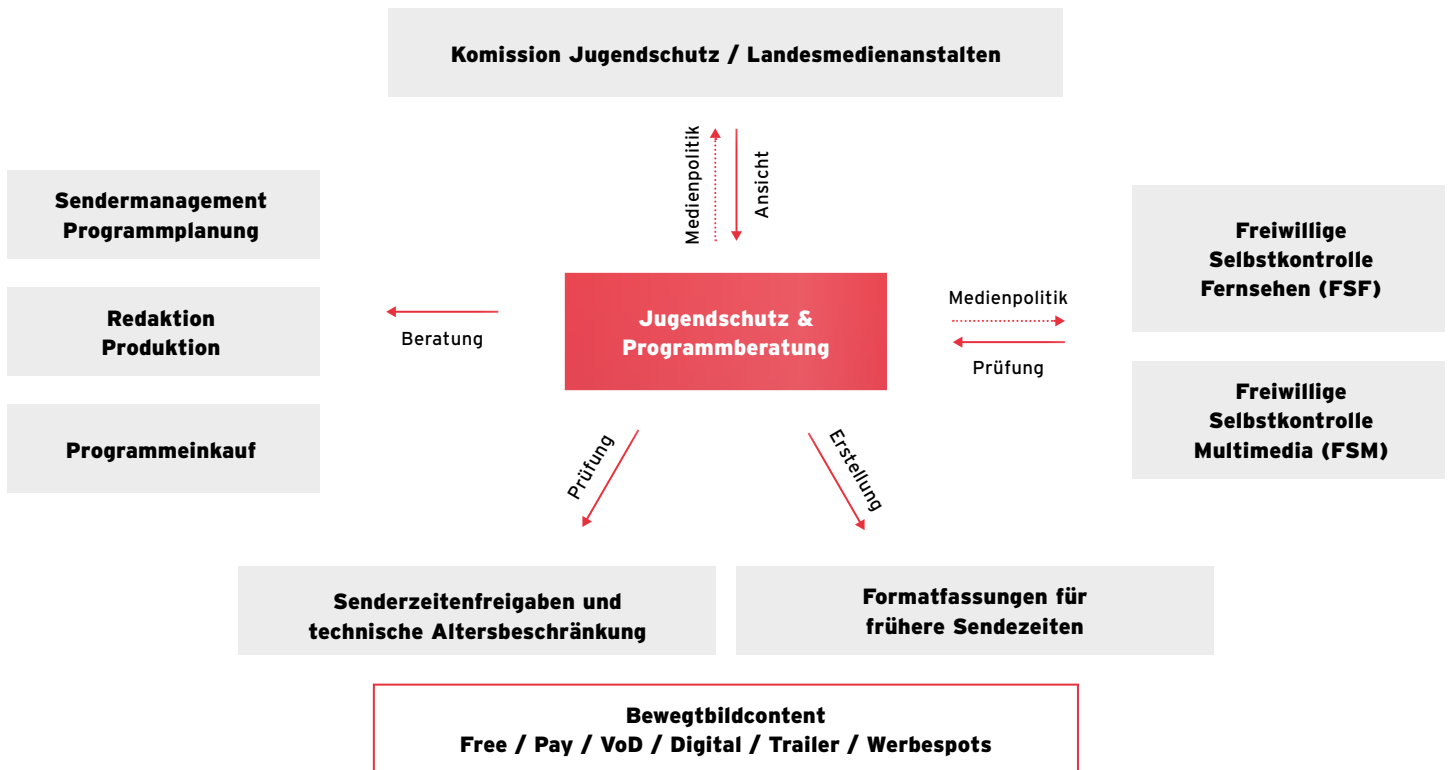 Komission Jugendschutz / Landesmedienanstalten
Medienpolitik
Ansicht
Sendermanagement
Programmplanung
Redaktion
Produktion
Programmeinkauf
Beratung
Jugendschutz &
Programmberatung
Medienpolitik
Prüfung
Freiwillige
Selbstkontrolle
Fernsehen (FSF)
Freiwillige
Selbstkontrolle
Multimedia (FSM)
Prüfung
Erstellung
Senderzeitenfreigaben und
technische Altersbeschränkung
Formatfassungen für
frühere Sendezeiten
Bewegtbildcontent
Free / Pay / VoD / Digital / Trailer / Werbespots